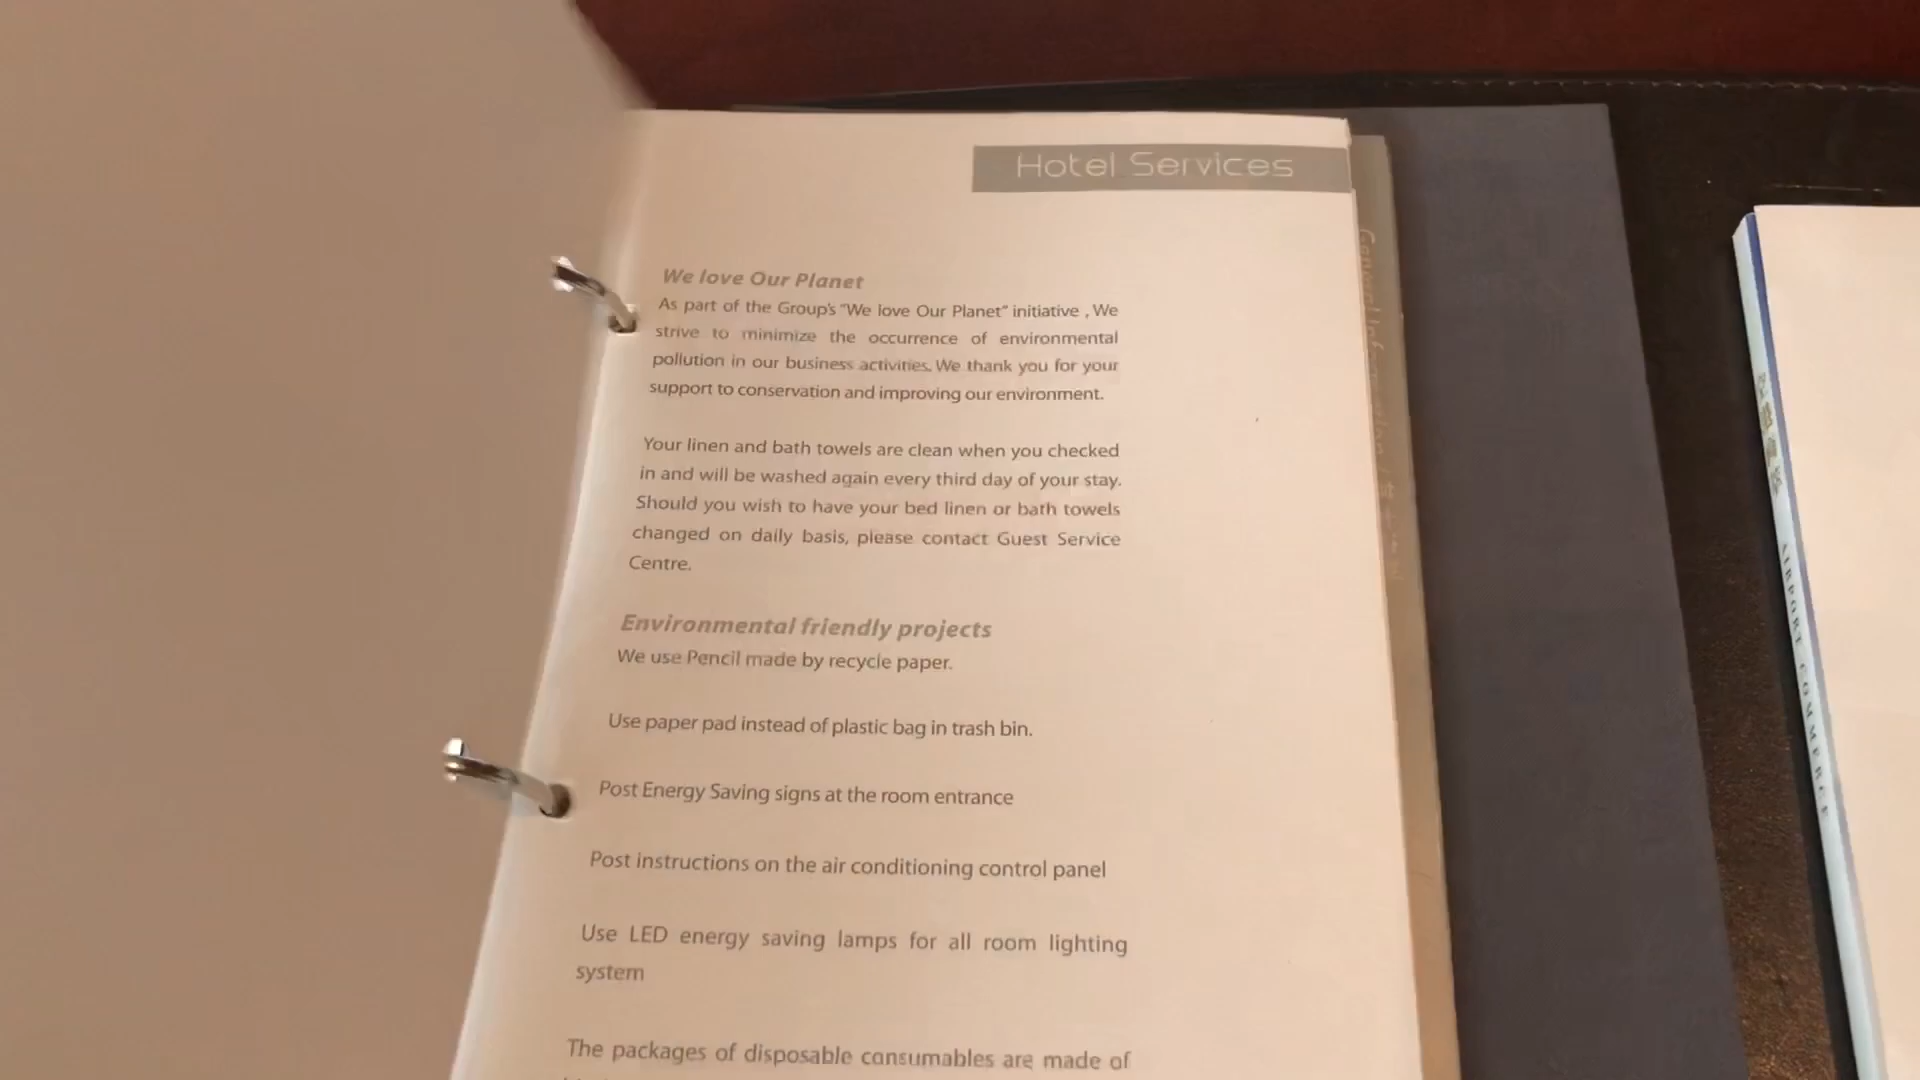 Hotel Services
We love Our Planet
As part of the Group's "We love Our Planet" initiative , We
strive to minimize the occurrence of environmental
pollution in our business activities. We thank you for your
support to conservation and improving our environment.
Your linen and bath towels are clean when you checked
in and will be washed again every third day of your stay.
Should you wish to have your bed linen or bath towels
changed on daily basis, please contact Guest Service
Centre.
Environmental friendly projects
We use Pencil made by recycle paper.
Use paper pad instead of plastic bag in trash bin.
Post Energy Saving signs at the room entrance
Post instructions on the air conditioning control panel
Use LED energy saving lamps for all room lighting
system
The packages of disposable consumables are made of
General Information
AIRPORT COMMERCE